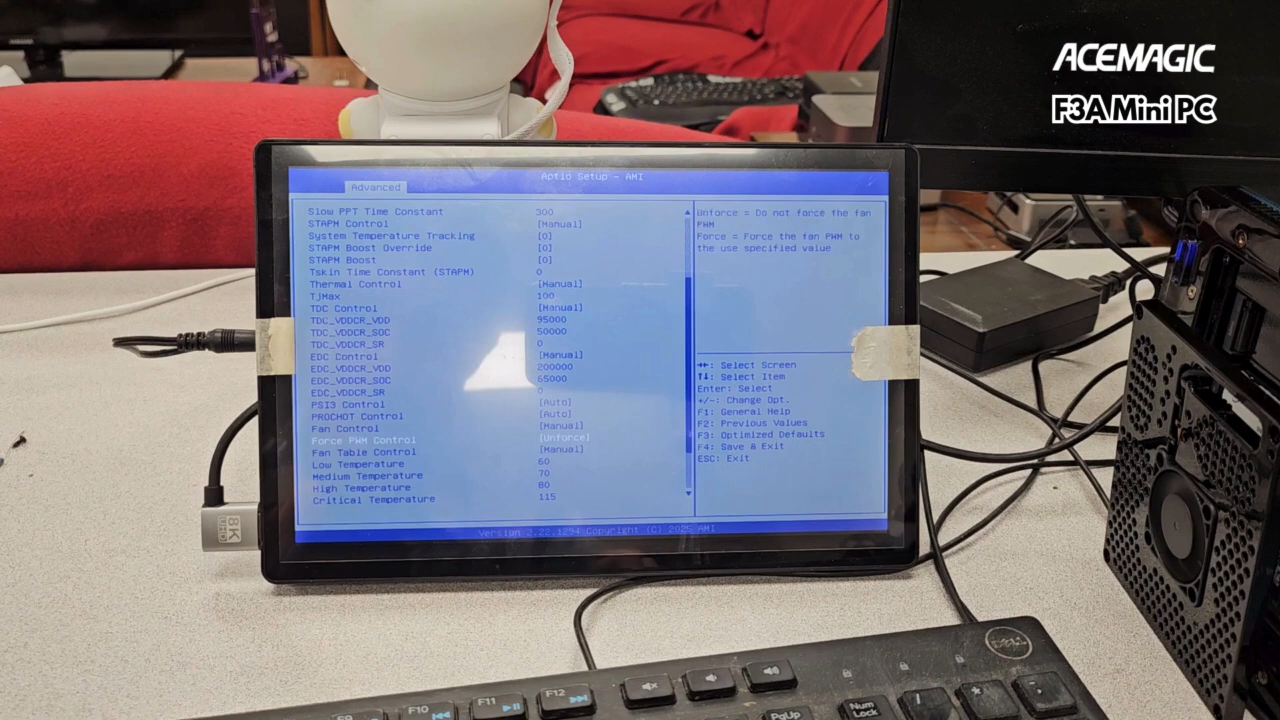 ACEMAGIC
F3A Mini PC
Aptio Setup - AMI
Advanced
Slow PPT Time Constant 300
STAPM Control [Manual]
System Temperature Tracking [0]
STAPM Boost Override [0]
STAPM Boost [0]
Tskin Time Constant (STAPM) 0
Thermal Control [Manual]
TjMax 100
TDC Control [Manual]
TDC_VDDCR_VDD 95000
TDC_VDDCR_SOC 50000
TDC_VDDCR_SR 0
EDC Control [Manual]
EDC_VDDCR_VDD 200000
EDC_VDDCR_SOC 65000
EDC_VDDCR_SR 0
PSI3 Control [Auto]
PROCHOT Control [Auto]
Fan Control [Manual]
Force PWM Control [Unforce]
Fan Table Control [Manual]
Low Temperature 60
Medium Temperature 70
High Temperature 80
Critical Temperature 115
Unforce = Do not force the fan
PWM
Force = Force the fan PWM to
the use specified value
→←: Select Screen
↑↓: Select Item
Enter: Select
+/-: Change Opt.
F1: General Help
F2: Previous Values
F3: Optimized Defaults
F4: Save & Exit
ESC: Exit
Version 2.22.1294 Copyright (C) 2025 AMI
8K
UHD
DELL
F9
F10
F11
F12
PgUp
Num
Lock
/
*
-